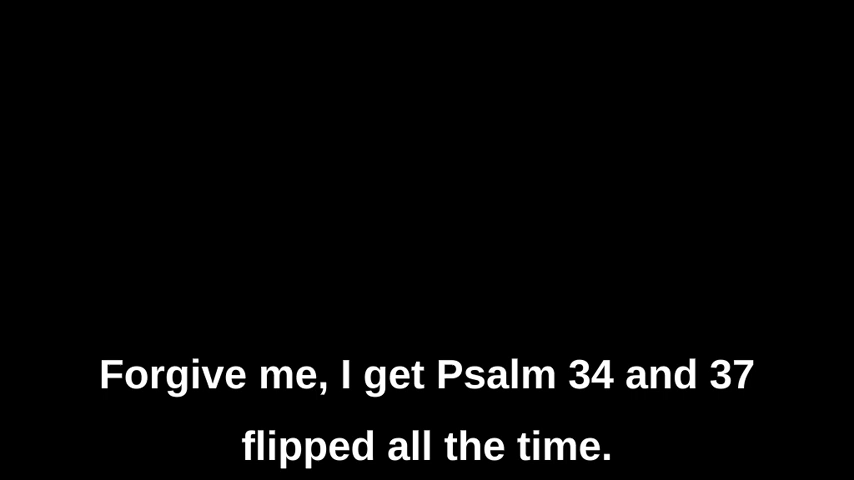 Forgive me, I get Psalm 34 and 37
flipped all the time.